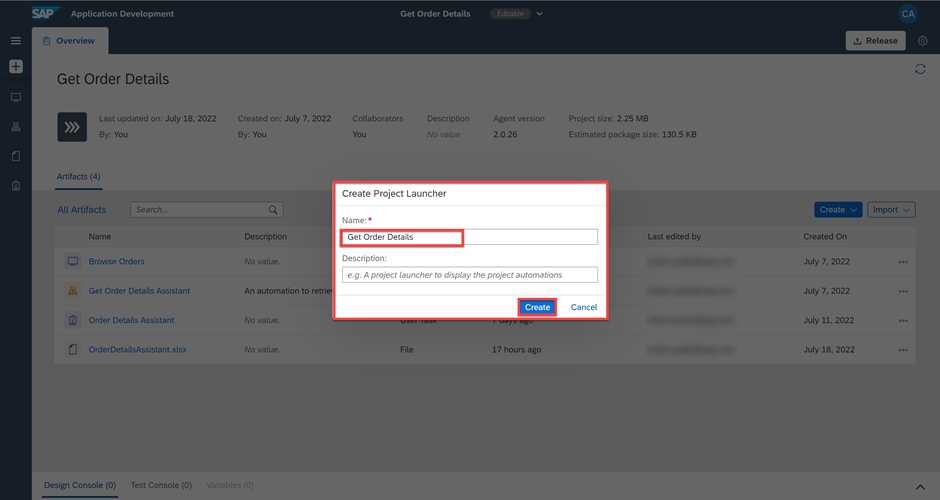 SAP Application Development Get Order Details Editable CA
Overview Release
Get Order Details
Last updated on: July 18, 2022 Created on: July 7, 2022 Collaborators Description Agent version Project size: 2.25 MB
By: You By: You You No value 2.0.26 Estimated package size: 130.5 KB
Artifacts (4)
All Artifacts Search... Create Import
Name Description Last edited by Created On
Browse Orders No value. July 7, 2022
Get Order Details Assistant An automation to retrie July 7, 2022
Order Details Assistant No value. User Task 7 days ago July 11, 2022
OrderDetailsAssistant.xlsx No value. File 17 hours ago July 18, 2022
Create Project Launcher
Name: *
Get Order Details
Description:
e.g. A project launcher to display the project automations
Create Cancel
Design Console (0) Test Console (0) Variables (0)